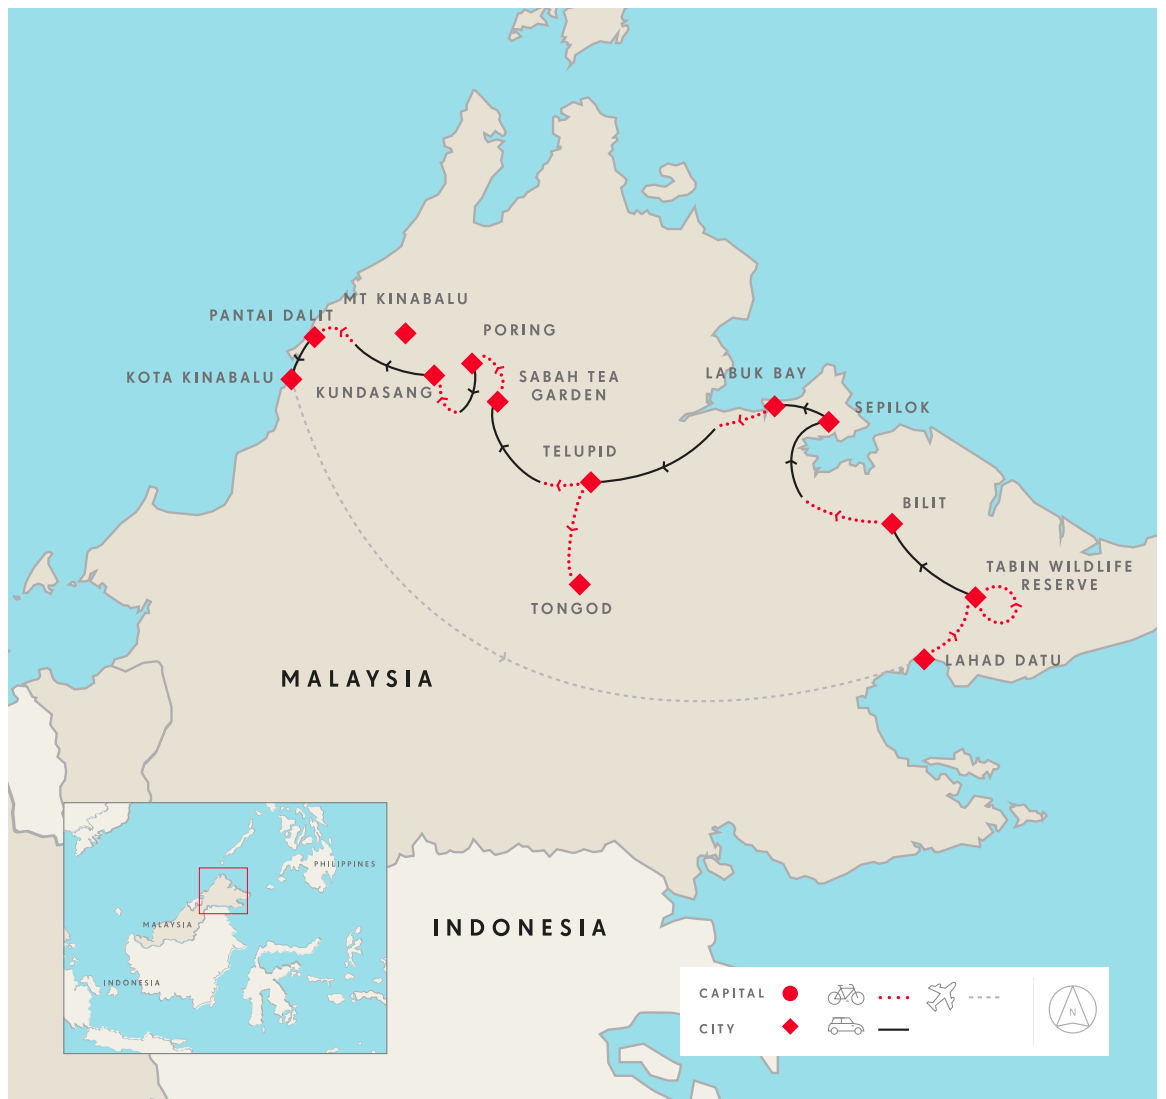 MT KINABALU
PANTAI DALIT
PORING
KOTA KINABALU
KUNDASANG
SABAH TEA
GARDEN
LABUK BAY
SEPILOK
TELUPID
BILIT
TABIN WILDLIFE
RESERVE
TONGOD
LAHAD DATU
MALAYSIA
INDONESIA
PHILIPPINES
MALAYSIA
INDONESIA
CAPITAL
CITY
N